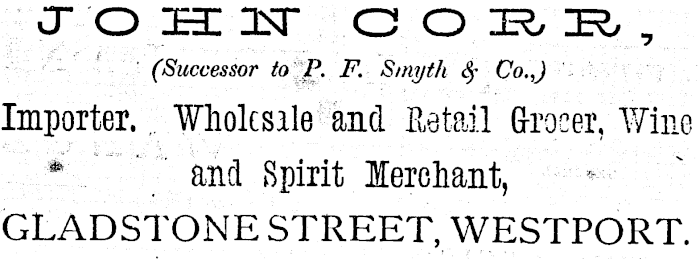 JOHN CORR,
(Successor to P. F. Smyth & Co.,)
Importer. Wholesale and Retail Grocer, Wine
and Spirit Merchant,
GLADSTONE STREET, WESTPORT.